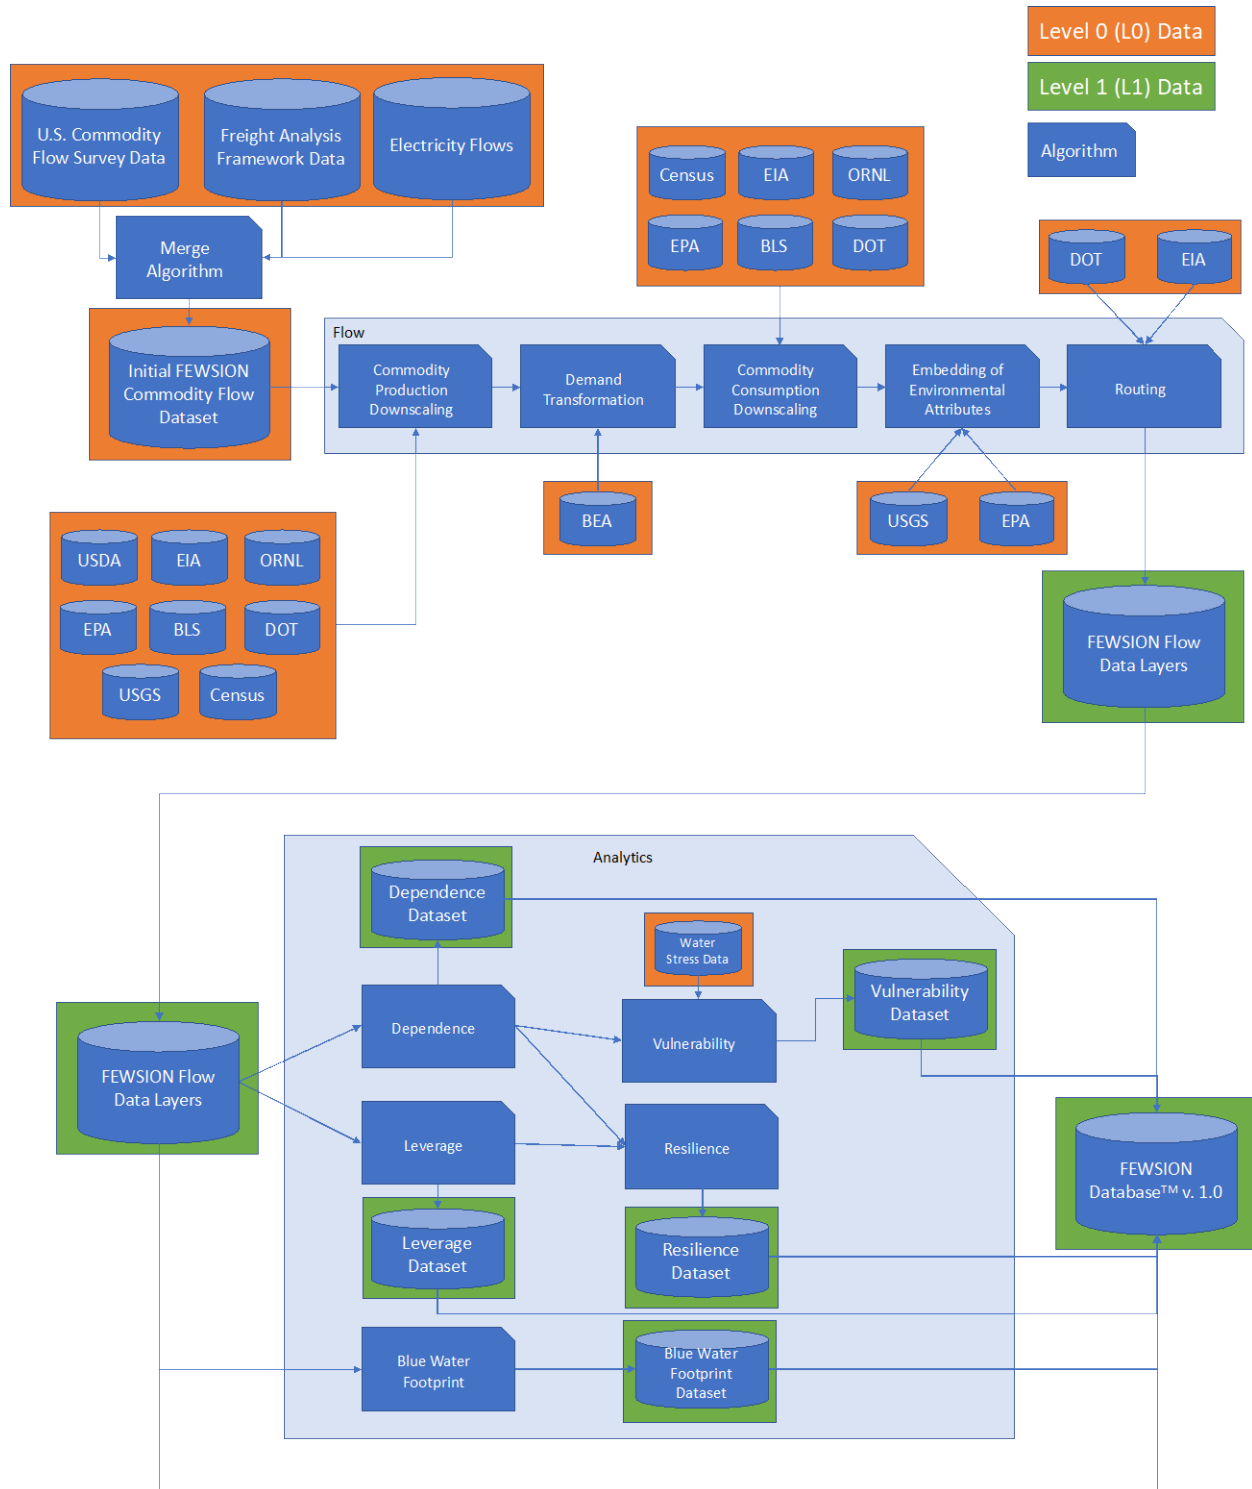 Level 0 (L0) Data
Level 1 (L1) Data
Algorithm
U.S. Commodity
Flow Survey Data
Freight Analysis
Framework Data
Electricity Flows
Merge
Algorithm
Initial FEWSION
Commodity Flow
Dataset
Census
EIA
ORNL
EPA
BLS
DOT
DOT
EIA
Flow
Commodity
Production
Downscaling
Demand
Transformation
Commodity
Consumption
Downscaling
Embedding of
Environmental
Attributes
Routing
BEA
USGS
EPA
USDA
EIA
ORNL
EPA
BLS
DOT
USGS
Census
FEWSION Flow
Data Layers
Analytics
Dependence
Dataset
Water
Stress Data
Vulnerability
Dataset
Dependence
Vulnerability
FEWSION Flow
Data Layers
Leverage
Resilience
FEWSION
Database™ v. 1.0
Leverage
Dataset
Resilience
Dataset
Blue Water
Footprint
Blue Water
Footprint
Dataset